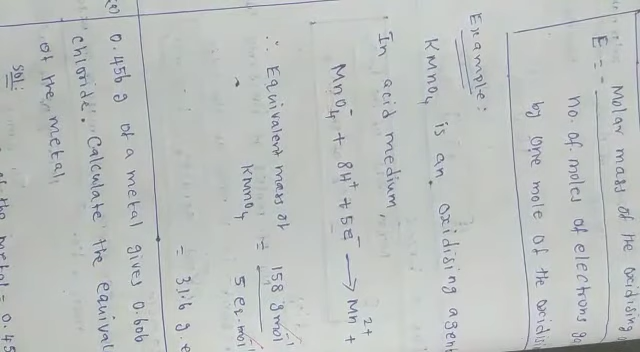 Molar mass of the oxidising
E =
no. of moles of electrons
by one mole of the
Example:
KMnO₄ is an oxidising agent
In acid medium,
MnO₄⁻ + 8H⁺ + 5e⁻ → Mn²⁺ +
∴ Equivalent mass of KMnO₄ = 158 g mol⁻¹
5 eq. mol⁻¹
= 31.6 g.e
0.456 g of a metal gives 0.606
chloride. Calculate the
of the metal.
sol:
of the metal = 0.45